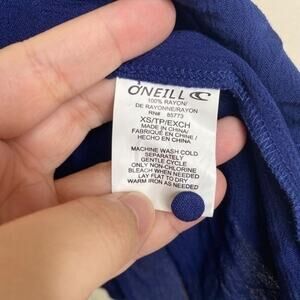 O'NEILL
100% RAYON/
DE RAYONNE/RAYON
RN# 85773
XS/TP/EXCH
MADE IN CHINA/
FABRIQUÉ EN CHINE/
HECHO EN CHINA
MACHINE WASH COLD
SEPARATELY
GENTLE CYCLE
ONLY NON-CHLORINE
BLEACH WHEN NEEDED
LAY FLAT TO DRY
WARM IRON AS NEEDED